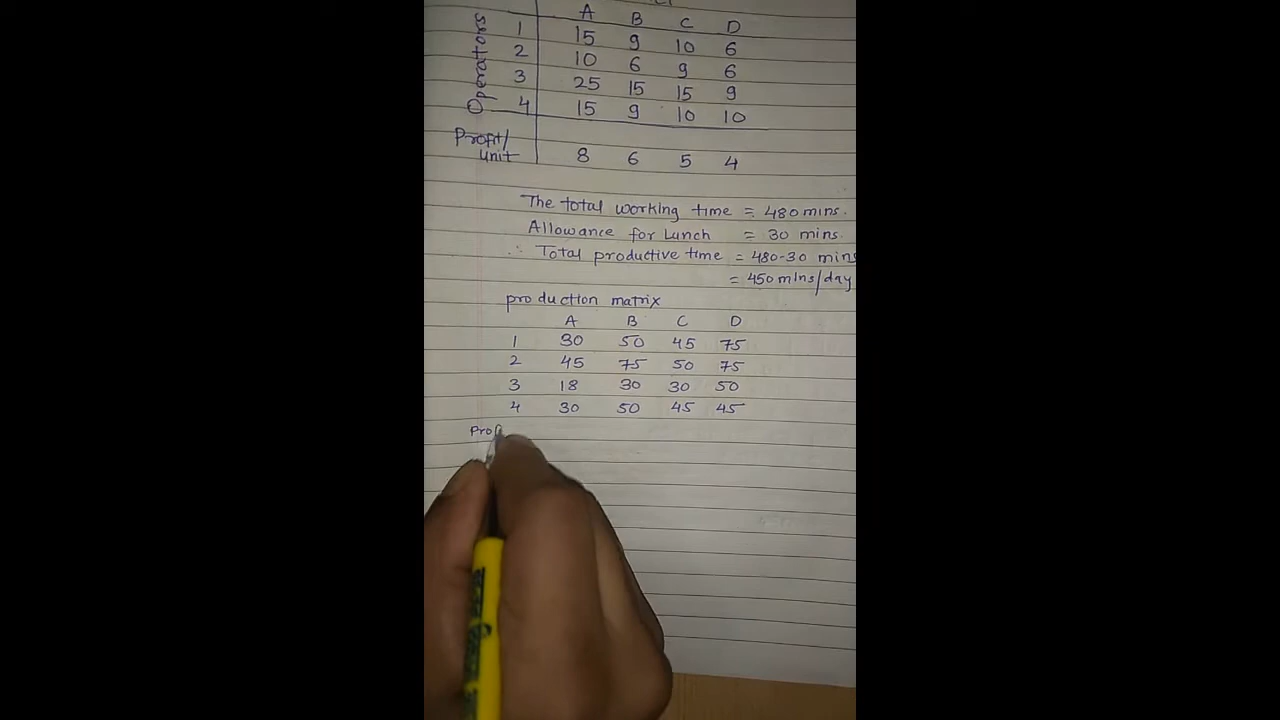 A B C D
Operators
1 15 9 10 6
2 10 6 9 6
3 25 15 15 9
4 15 9 10 10
Profit/
unit 8 6 5 4
The total working time = 480 mins.
Allowance for Lunch = 30 mins.
∴ Total productive time = 480-30 mins
= 450 mins/day
production matrix
A B C D
1 30 50 45 75
2 45 75 50 75
3 18 30 30 50
4 30 50 45 45
Prof